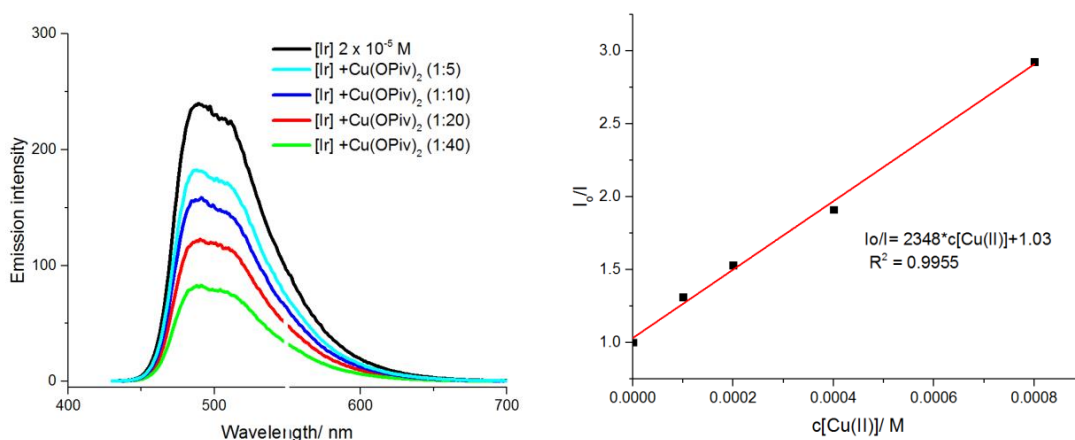 300
200
100
0
400
500
600
700
Emission intensity
Wavelength/ nm
[Ir] 2 x 10⁻⁵ M
[Ir] +Cu(OPiv)₂ (1:5)
[Ir] +Cu(OPiv)₂ (1:10)
[Ir] +Cu(OPiv)₂ (1:20)
[Ir] +Cu(OPiv)₂ (1:40)
3.0
2.5
2.0
1.5
1.0
0.0000
0.0002
0.0004
0.0006
0.0008
I₀/I
c[Cu(II)]/ M
Io/I= 2348*c[Cu(II)]+1.03
R² = 0.9955